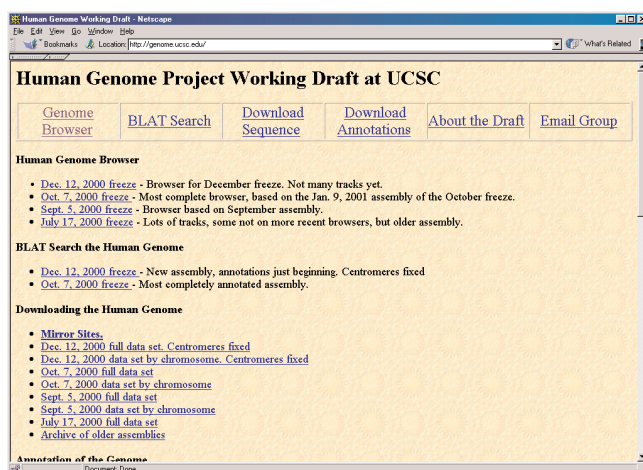 Human Genome Working Draft - Netscape
File Edit View Go Window Help
Bookmarks Location: http://genome.ucsc.edu/ What's Related
Human Genome Project Working Draft at UCSC
Genome Browser BLAT Search Download Sequence Download Annotations About the Draft Email Group
Human Genome Browser
• Dec. 12, 2000 freeze - Browser for December freeze. Not many tracks yet.
• Oct. 7, 2000 freeze - Most complete browser, based on the Jan. 9, 2001 assembly of the October freeze.
• Sept. 5, 2000 freeze - Browser based on September assembly.
• July 17, 2000 freeze - Lots of tracks, some not on more recent browsers, but older assembly.
BLAT Search the Human Genome
• Dec. 12, 2000 freeze - New assembly, annotations just beginning. Centromeres fixed
• Oct. 7, 2000 freeze - Most completely annotated assembly.
Downloading the Human Genome
• Mirror Sites.
• Dec. 12, 2000 full data set. Centromeres fixed
• Dec. 12, 2000 data set by chromosome. Centromeres fixed
• Oct. 7, 2000 full data set
• Oct. 7, 2000 data set by chromosome
• Sept. 5, 2000 full data set
• Sept. 5, 2000 data set by chromosome
• July 17, 2000 full data set
• Archive of older assemblies
Annotation of the Genome
Document: Done